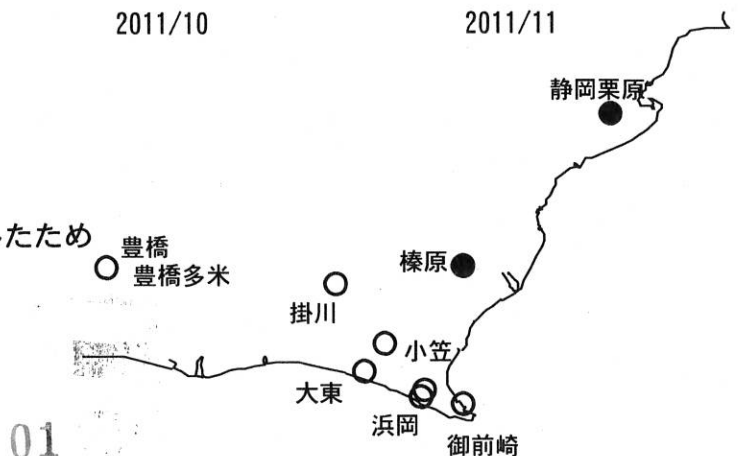 2011/10
2011/11
静岡栗原
たため
豊橋
豊橋多米
榛原
掛川
小笠
大東
浜岡
御前崎
01